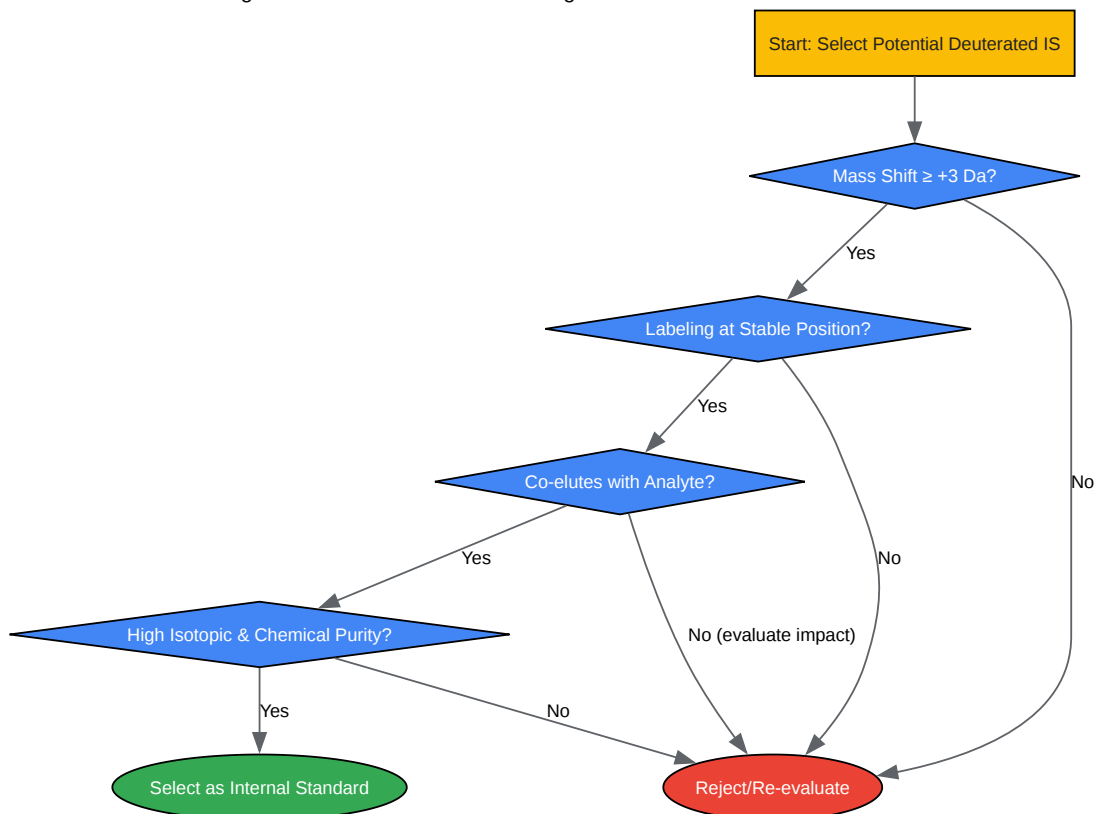 Start: Select Potential Deuterated IS
Mass Shift ≥ +3 Da?
Yes
Labeling at Stable Position?
Yes
Co-elutes with Analyte?
No
Yes
No
High Isotopic & Chemical Purity?
No (evaluate impact)
Yes
No
Select as Internal Standard
Reject/Re-evaluate